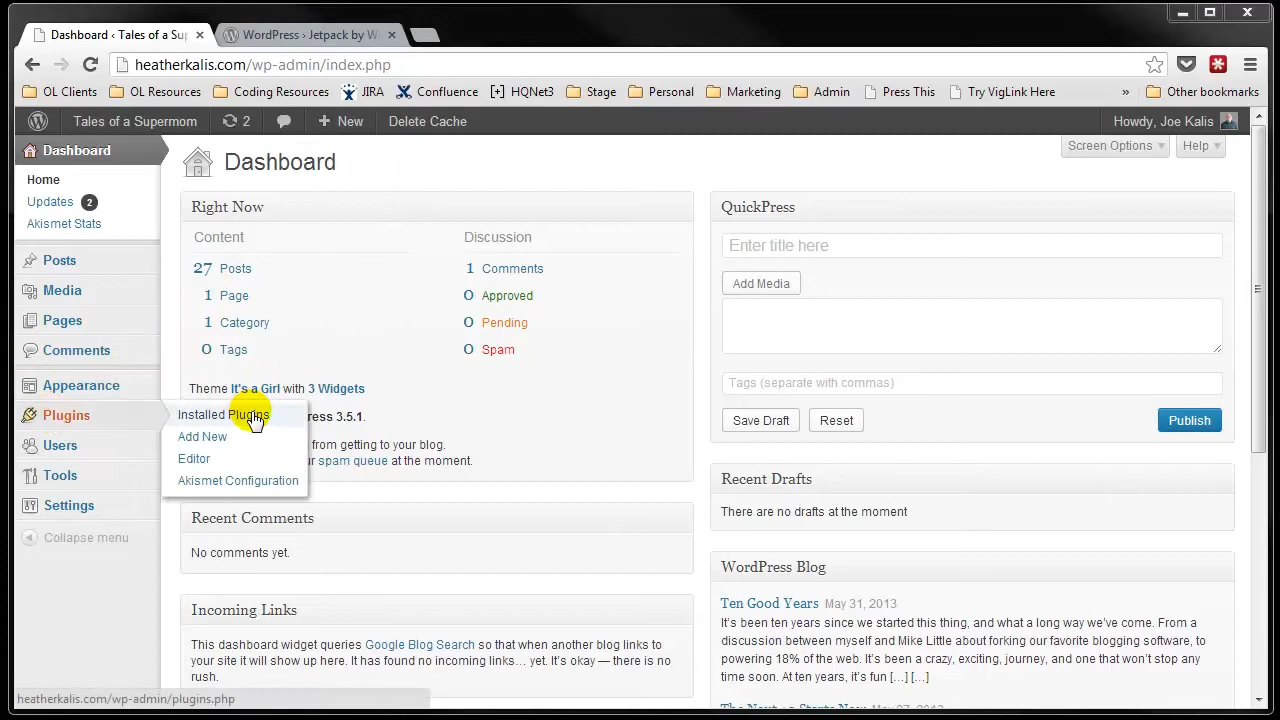 Dashboard ‹ Tales of a Sup
WordPress › Jetpack by W
heatherkalis.com/wp-admin/index.php
OL Clients
OL Resources
Coding Resources
JIRA
Confluence
HQNet3
Stage
Personal
Marketing
Admin
Press This
Try VigLink Here
»
Other bookmarks
Tales of a Supermom
2
New
Delete Cache
Howdy, Joe Kalis
Dashboard
Home
Updates 2
Akismet Stats
Posts
Media
Pages
Comments
Appearance
Plugins
Users
Tools
Settings
Collapse menu
Installed Plugins
Add New
Editor
Akismet Configuration
Dashboard
Screen Options
Help
Right Now
Content
Discussion
27 Posts
1 Comments
1 Page
0 Approved
1 Category
0 Pending
0 Tags
0 Spam
Theme It's a Girl with 3 Widgets
ress 3.5.1.
from getting to your blog.
spam queue at the moment.
Recent Comments
No comments yet.
Incoming Links
This dashboard widget queries Google Blog Search so that when another blog links to
your site it will show up here. It has found no incoming links… yet. It's okay — there is no
rush.
QuickPress
Enter title here
Add Media
Tags (separate with commas)
Save Draft
Reset
Publish
Recent Drafts
There are no drafts at the moment
WordPress Blog
Ten Good Years May 31, 2013
It's been ten years since we started this thing, and what a long way we've come. From a
discussion between myself and Mike Little about forking our favorite blogging software, to
powering 18% of the web. It's been a crazy, exciting, journey, and one that won't stop any
time soon. At ten years, it's fun […] […]
heatherkalis.com/wp-admin/plugins.php